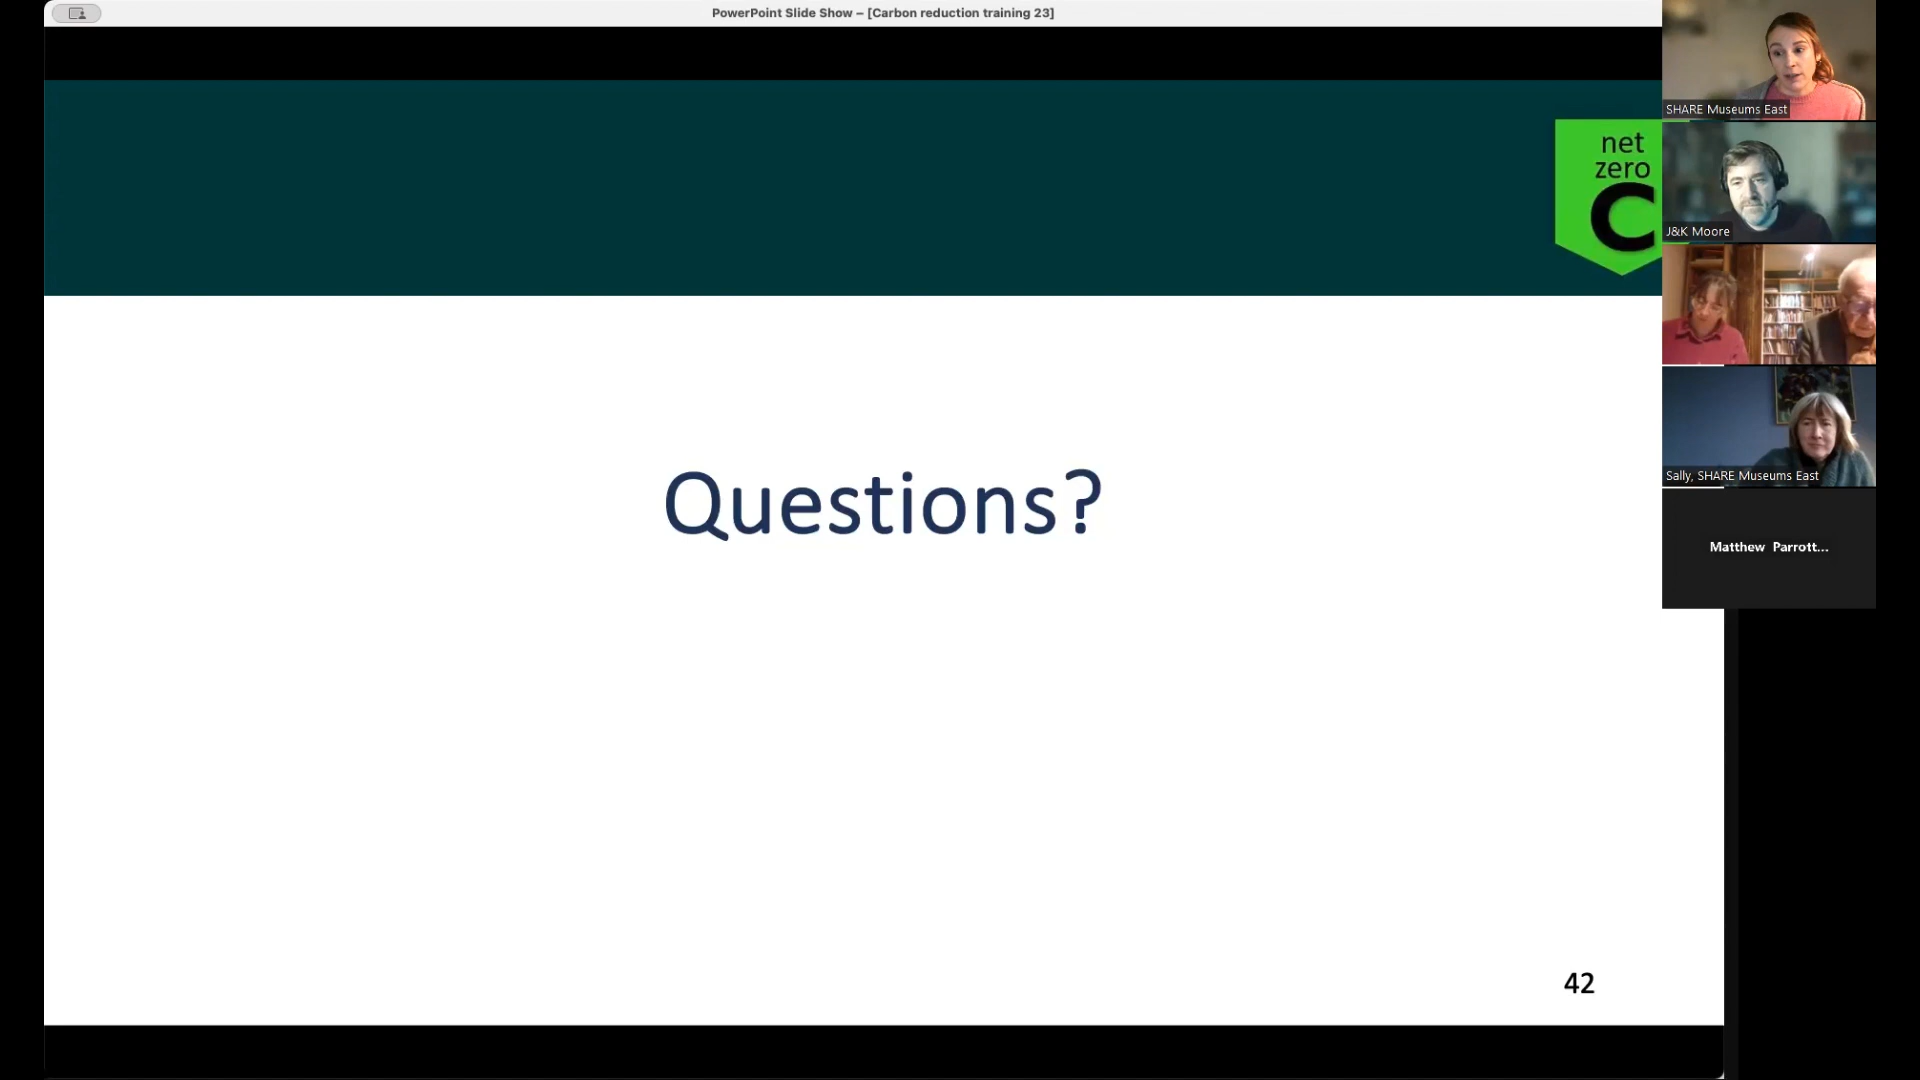 PowerPoint Slide Show – [Carbon reduction training 23]
net
zero
C
SHARE Museums East
J&K Moore
Sally, SHARE Museums East
Matthew Parrott...
Questions?
42